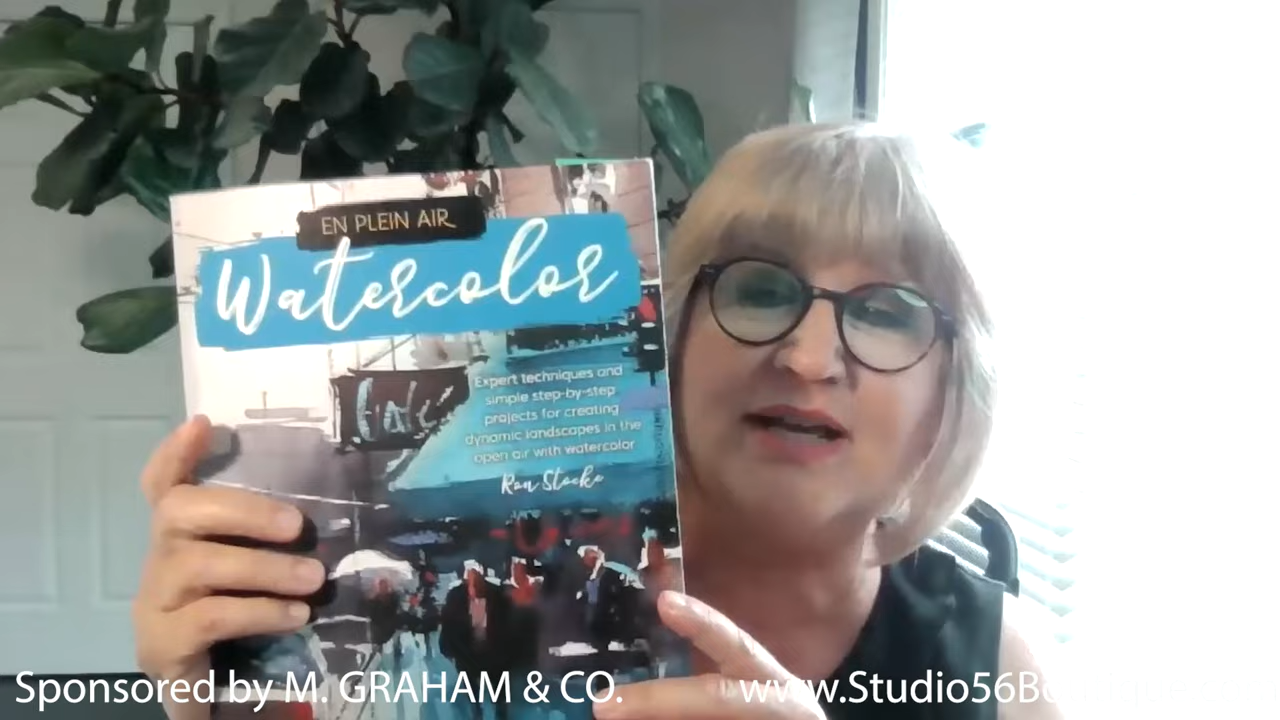 EN PLEIN AIR
Watercolor
Expert techniques and
simple step-by-step
projects for creating
dynamic landscapes in the
open air with watercolor
Ron Stocke
Sponsored by M. GRAHAM & CO.